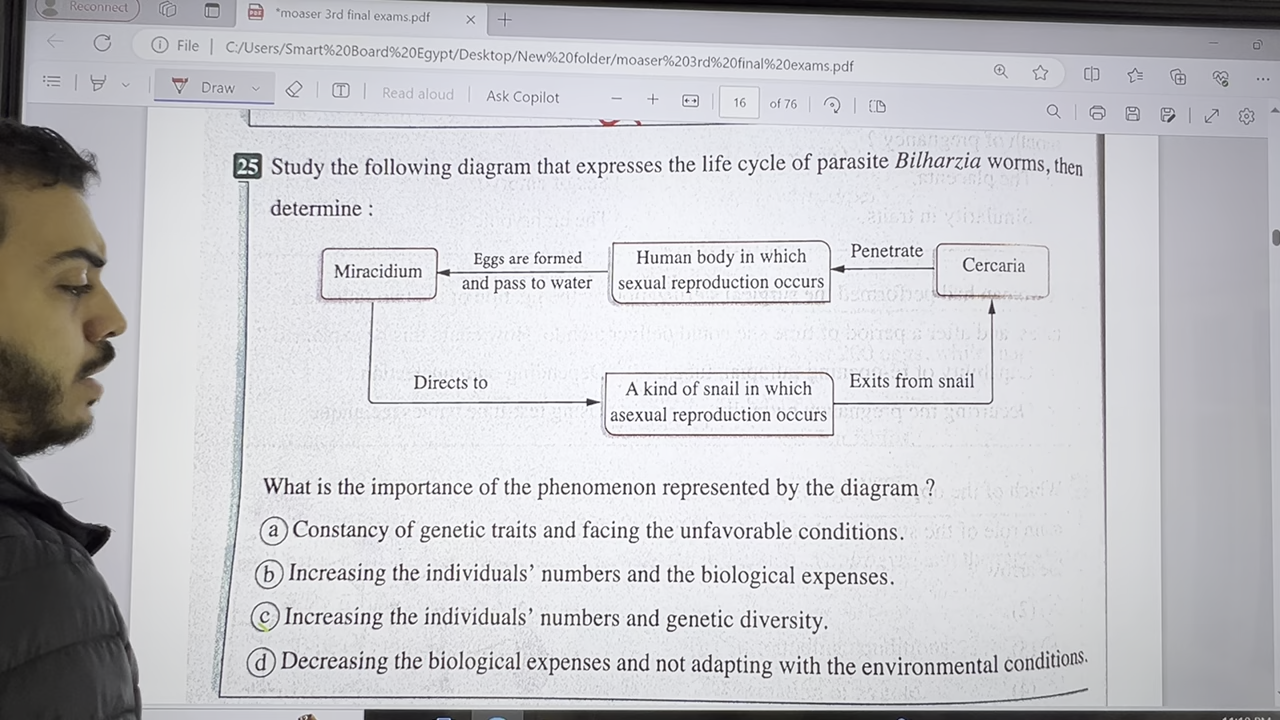 Reconnect
*moaser 3rd final exams.pdf
File | C:/Users/Smart%20Board%20Egypt/Desktop/New%20folder/moaser%203rd%20final%20exams.pdf
Draw
Read aloud
Ask Copilot
16 of 76
25 Study the following diagram that expresses the life cycle of parasite Bilharzia worms, then
determine :
Miracidium
Eggs are formed
and pass to water
Human body in which
sexual reproduction occurs
Penetrate
Cercaria
Directs to
A kind of snail in which
asexual reproduction occurs
Exits from snail
What is the importance of the phenomenon represented by the diagram ?
a Constancy of genetic traits and facing the unfavorable conditions.
b Increasing the individuals' numbers and the biological expenses.
c Increasing the individuals' numbers and genetic diversity.
d Decreasing the biological expenses and not adapting with the environmental conditions.